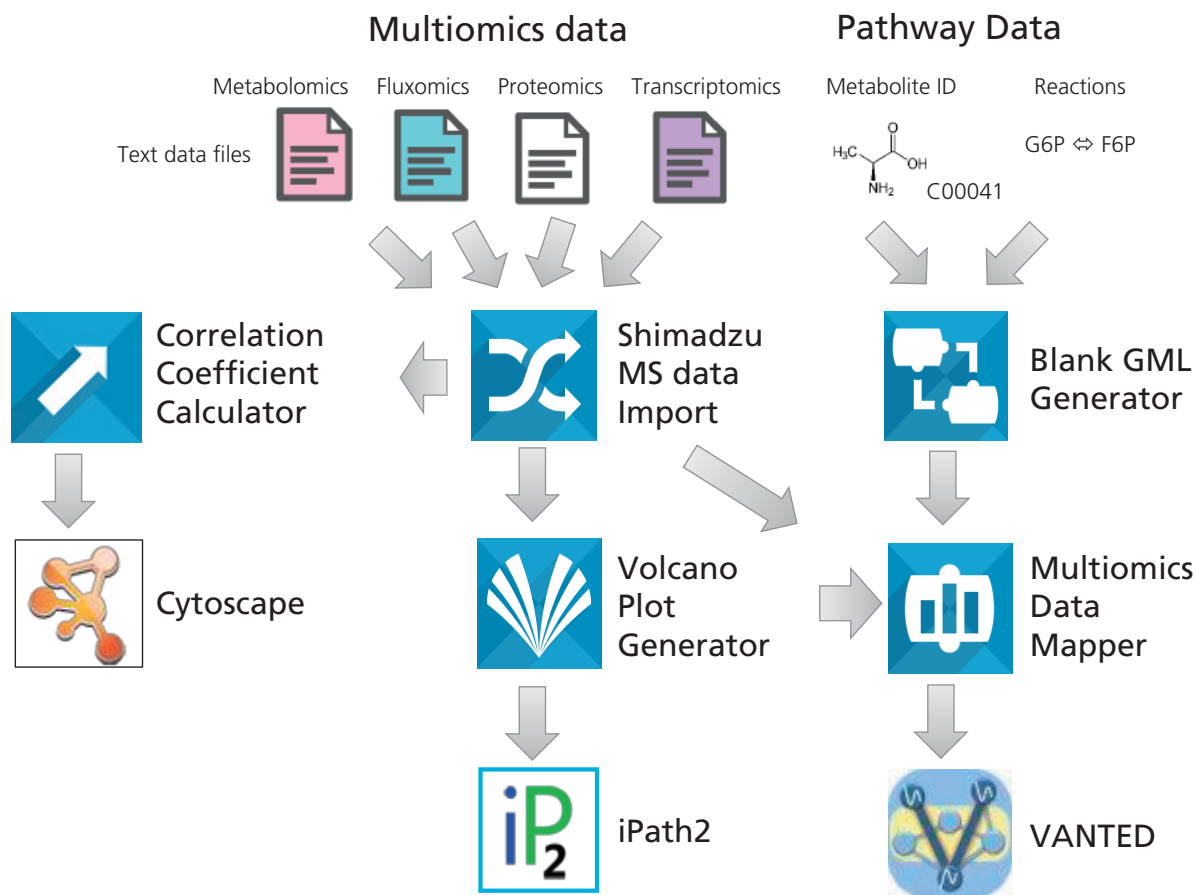 Multiomics data
Pathway Data
Metabolomics
Fluxomics
Proteomics
Transcriptomics
Metabolite ID
Reactions
Text data files
O
H₃C
OH
NH₂
C00041
G6P ⇔ F6P
Correlation
Coefficient
Calculator
Shimadzu
MS data
Import
Blank GML
Generator
Cytoscape
Volcano
Plot
Generator
Multiomics
Data
Mapper
iP2
iPath2
VANTED